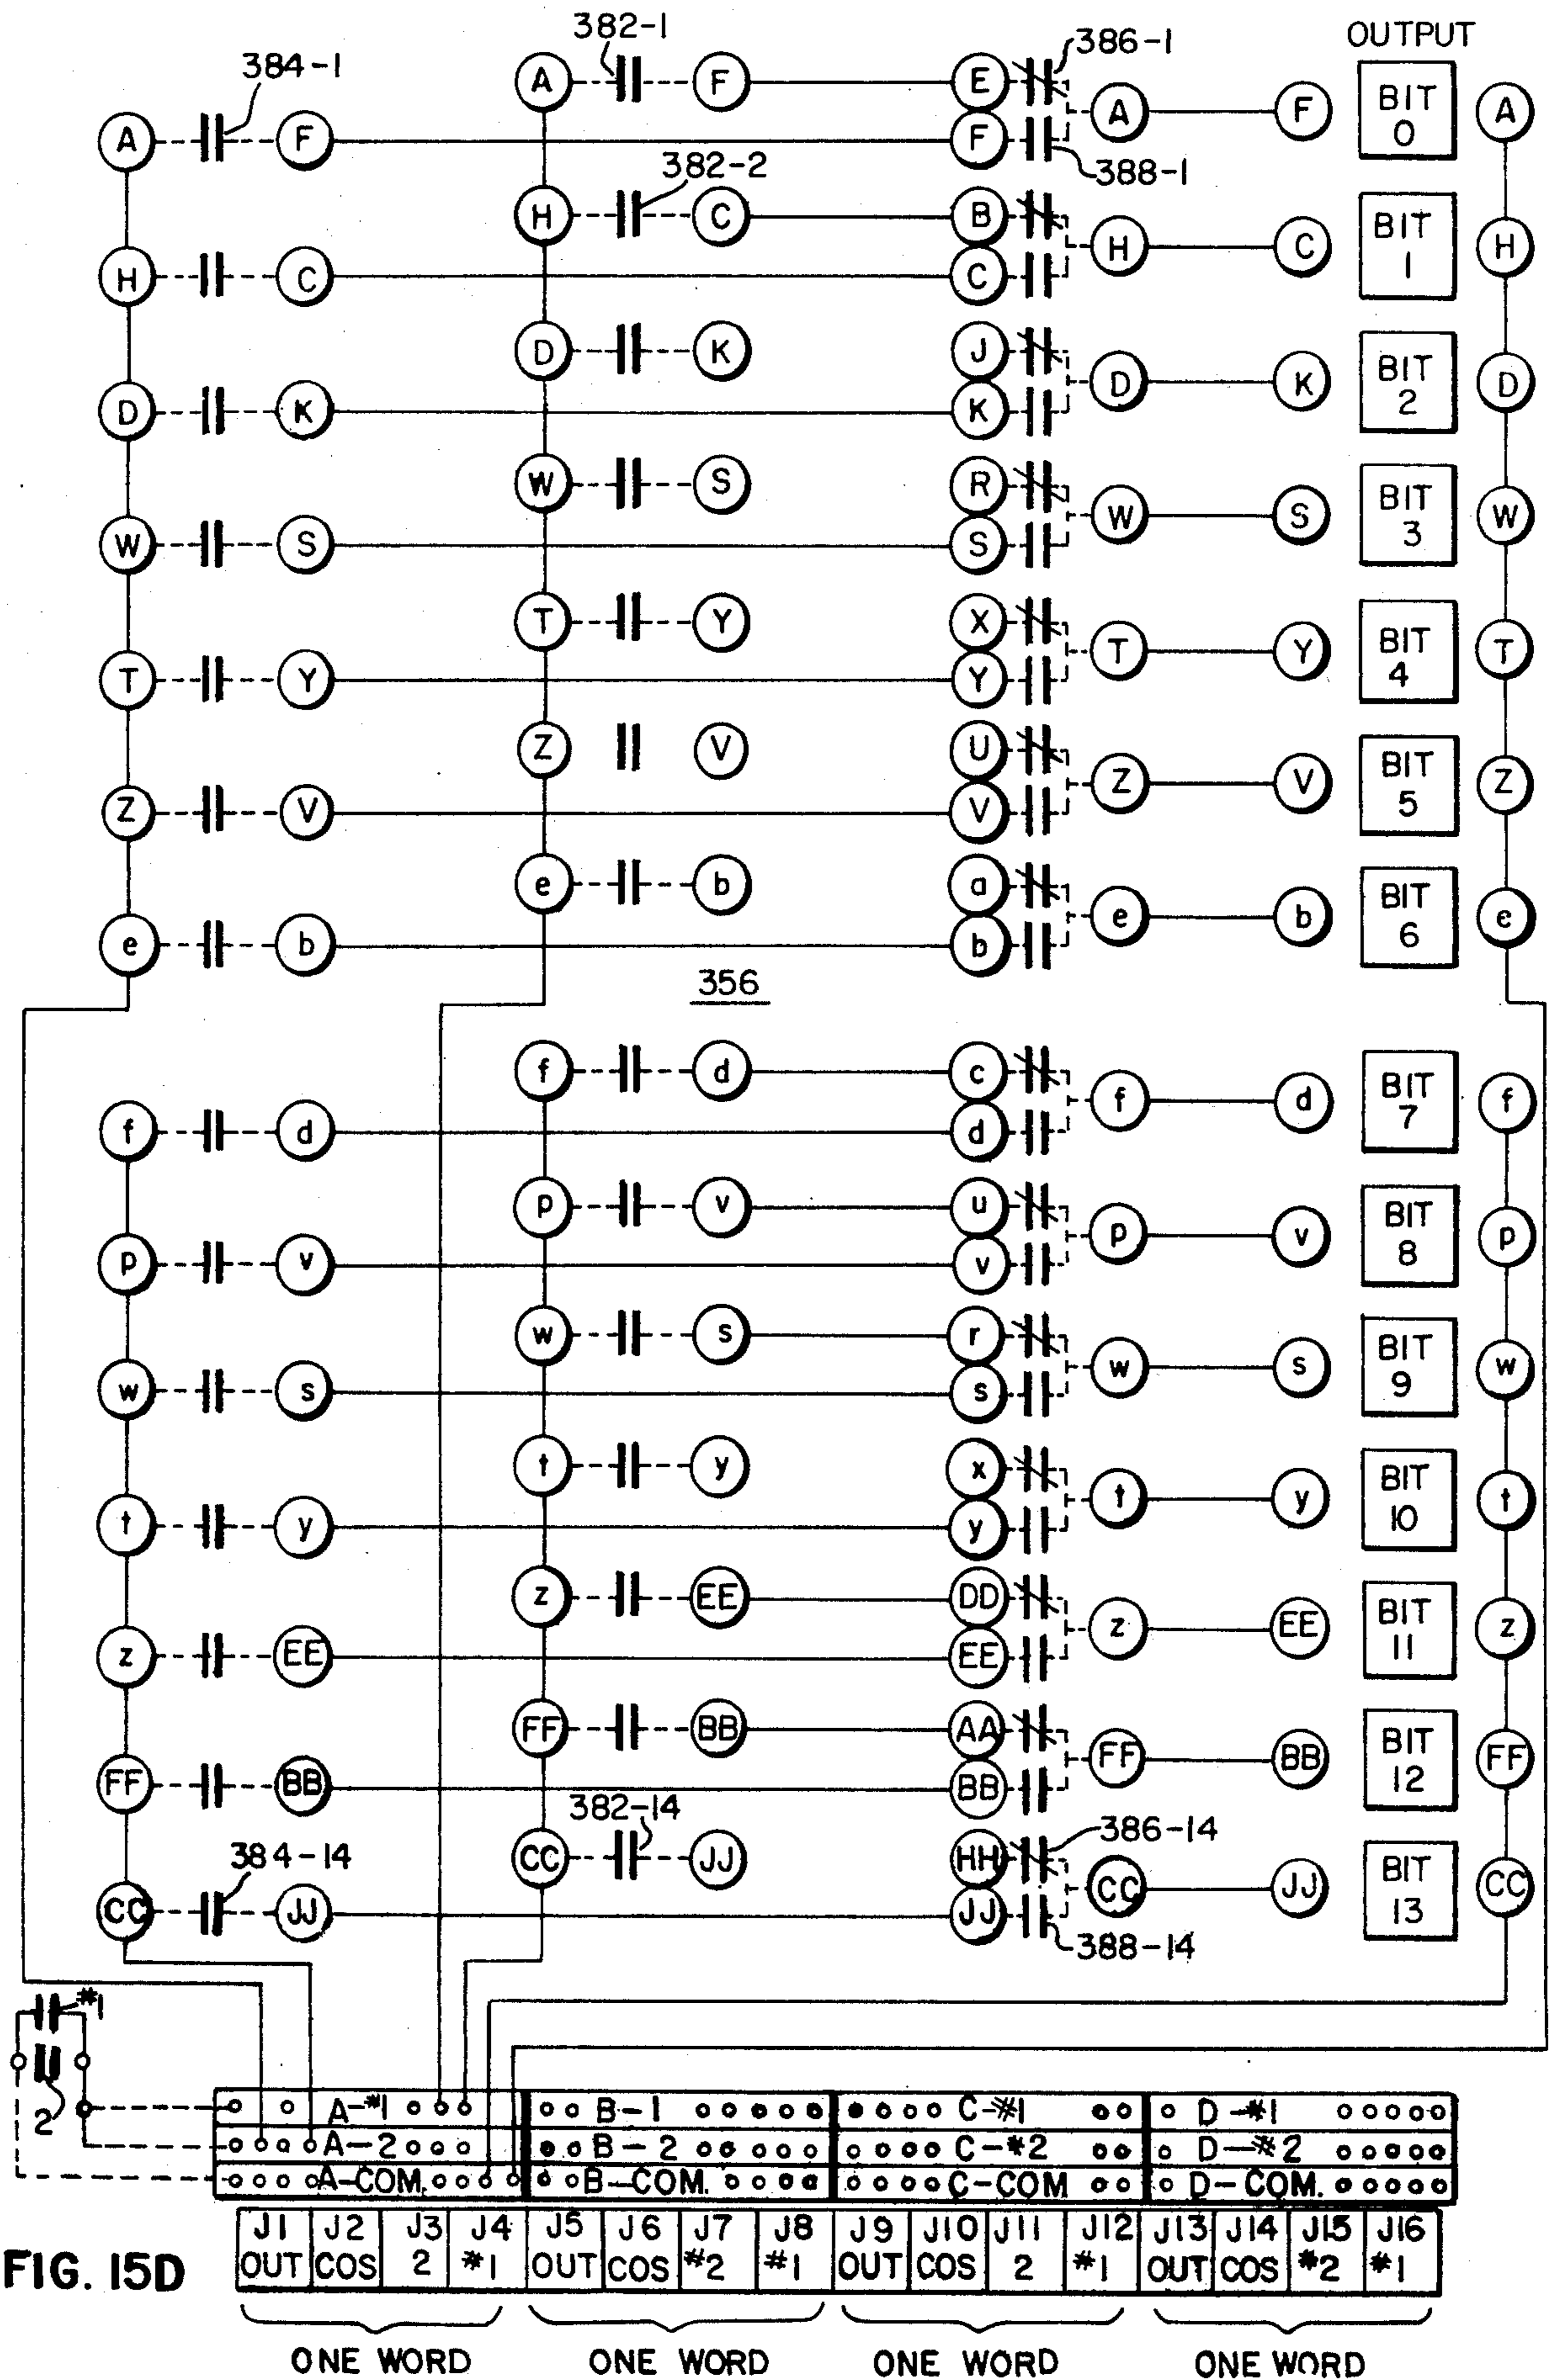 OUTPUT
382-1
384-1
386-1
A F E A F BIT 0 A
A F F
382-2
388-1
H C B H C BIT 1 H
H C C
D K J D K BIT 2 D
D K K
W S R W S BIT 3 W
W S S
T Y X T Y BIT 4 T
T Y Y
Z V U Z V BIT 5 Z
Z V V
e b a e b BIT 6 e
e b b
356
f d c f d BIT 7 f
f d d
p v u p v BIT 8 p
p v v
w s r w s BIT 9 w
w s s
t y x t y BIT 10 t
t y y
z EE DD z EE BIT 11 z
z EE EE
FF BB AA FF BB BIT 12 FF
FF BB BB
382-14
384-14
386-14
CC JJ HH CC JJ BIT 13 CC
CC JJ JJ
388-14
#1
2
A-#1 B-1 C-#1 D-#1
A-2 B-2 C-#2 D-#2
A-COM. B-COM. C-COM D-COM.
J1 J2 J3 J4 J5 J6 J7 J8 J9 J10 J11 J12 J13 J14 J15 J16
OUT COS 2 #1 OUT COS #2 #1 OUT COS 2 #1 OUT COS #2 #1
FIG. 15D
ONE WORD ONE WORD ONE WORD ONE WORD